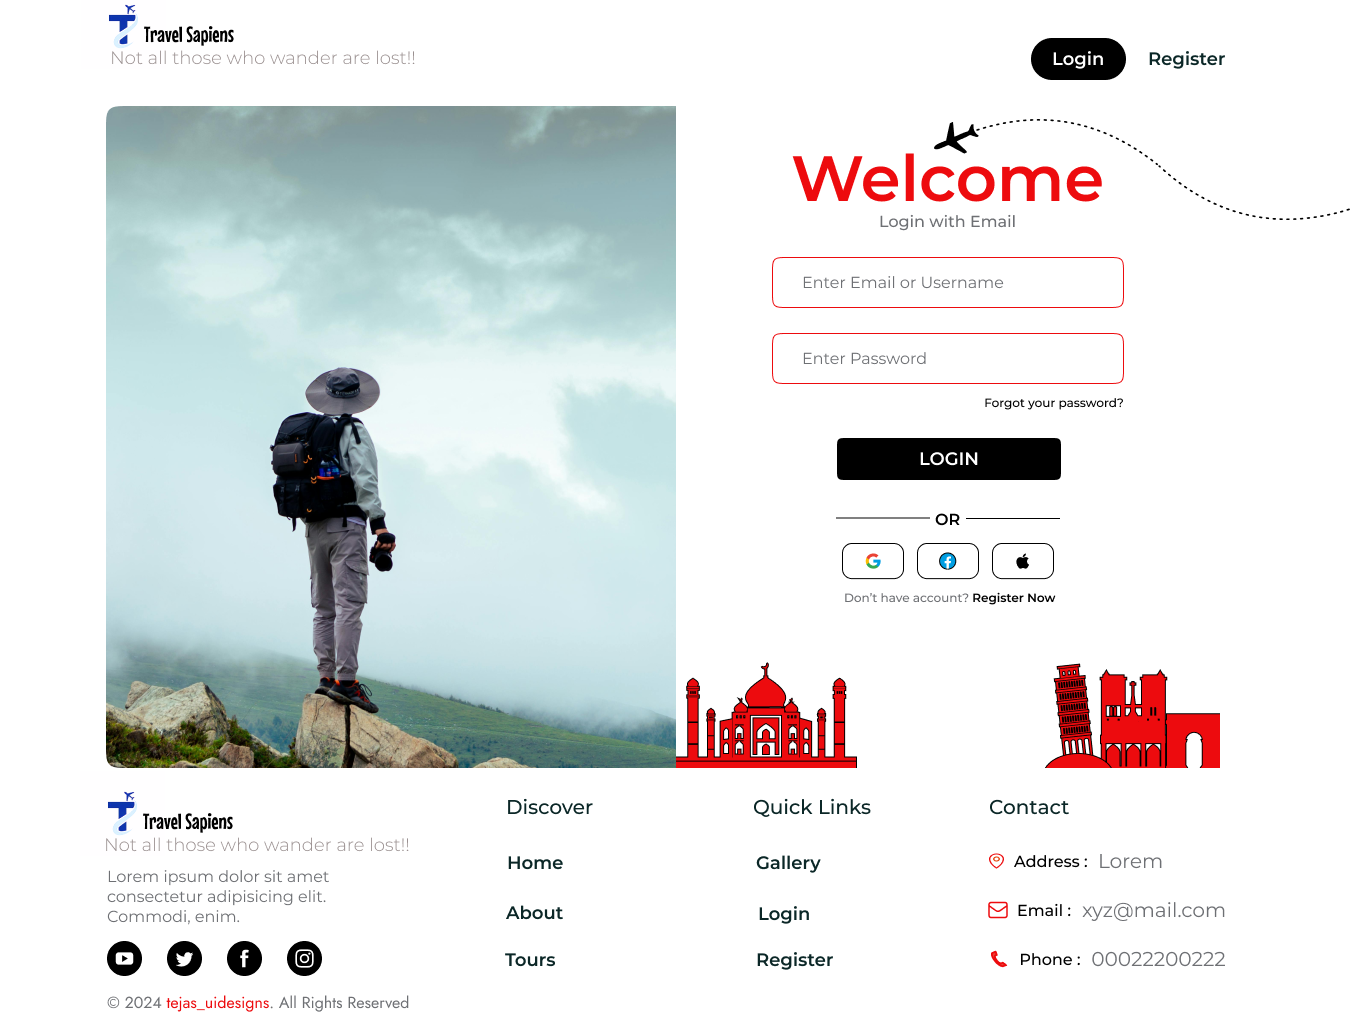 Travel Sapiens
Not all those who wander are lost!!
Login
Register
Welcome
Login with Email
Enter Email or Username
Enter Password
Forgot your password?
LOGIN
OR
Don't have account? Register Now
Travel Sapiens
Not all those who wander are lost!!
Lorem ipsum dolor sit amet
consectetur adipisicing elit.
Commodi, enim.
© 2024 tejas_uidesigns. All Rights Reserved
Discover
Home
About
Tours
Quick Links
Gallery
Login
Register
Contact
Address : Lorem
Email : xyz@mail.com
Phone : 00022200222